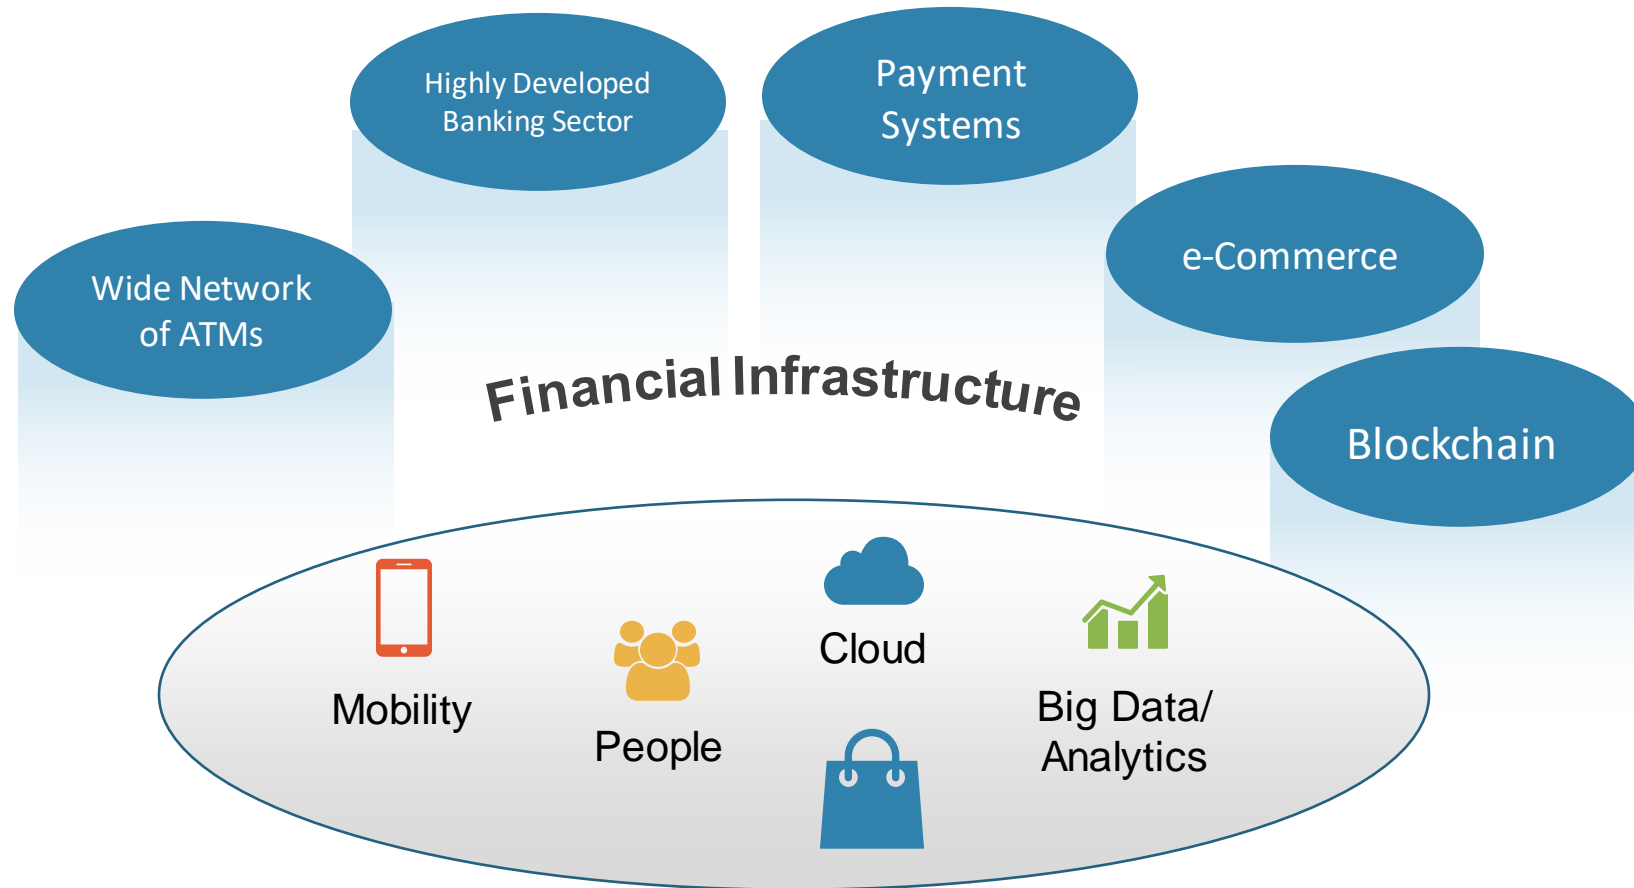 Highly Developed
Banking Sector
Payment
Systems
e-Commerce
Wide Network
of ATMs
Financial Infrastructure
Blockchain
Mobility
People
Cloud
Big Data/
Analytics